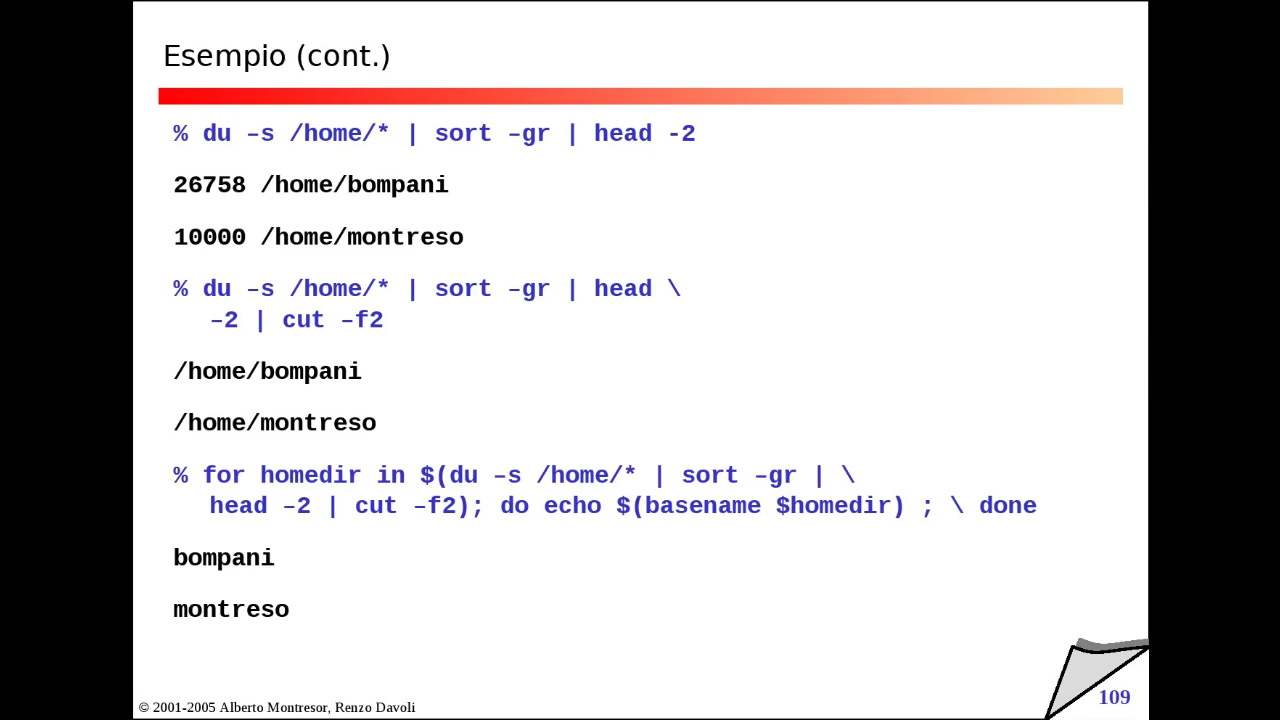 Esempio (cont.)
% du –s /home/* | sort –gr | head -2
26758 /home/bompani
10000 /home/montreso
% du –s /home/* | sort –gr | head \
–2 | cut –f2
/home/bompani
/home/montreso
% for homedir in $(du –s /home/* | sort –gr | \
head –2 | cut –f2); do echo $(basename $homedir) ; \ done
bompani
montreso
© 2001-2005 Alberto Montresor, Renzo Davoli
109